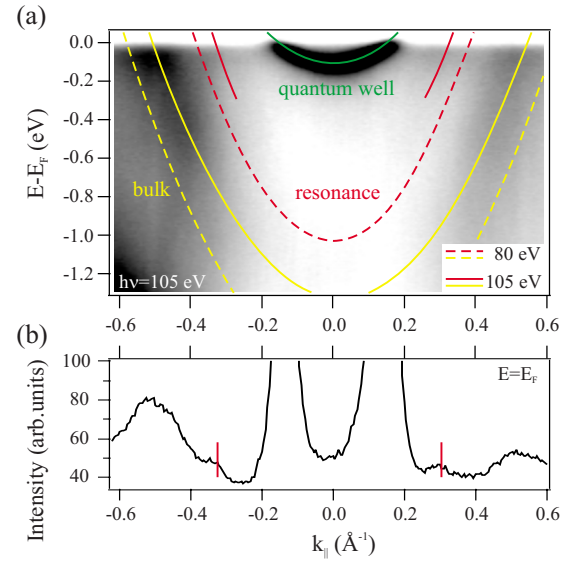 (a)
E-E_F (eV)
0.0
-0.2
-0.4
-0.6
-0.8
-1.0
-1.2
quantum well
bulk
resonance
80 eV
105 eV
hν=105 eV
-0.6 -0.4 -0.2 0.0 0.2 0.4 0.6
(b)
Intensity (arb.units)
100
80
60
40
E=E_F
-0.6 -0.4 -0.2 0.0 0.2 0.4 0.6
k_|| (Å⁻¹)